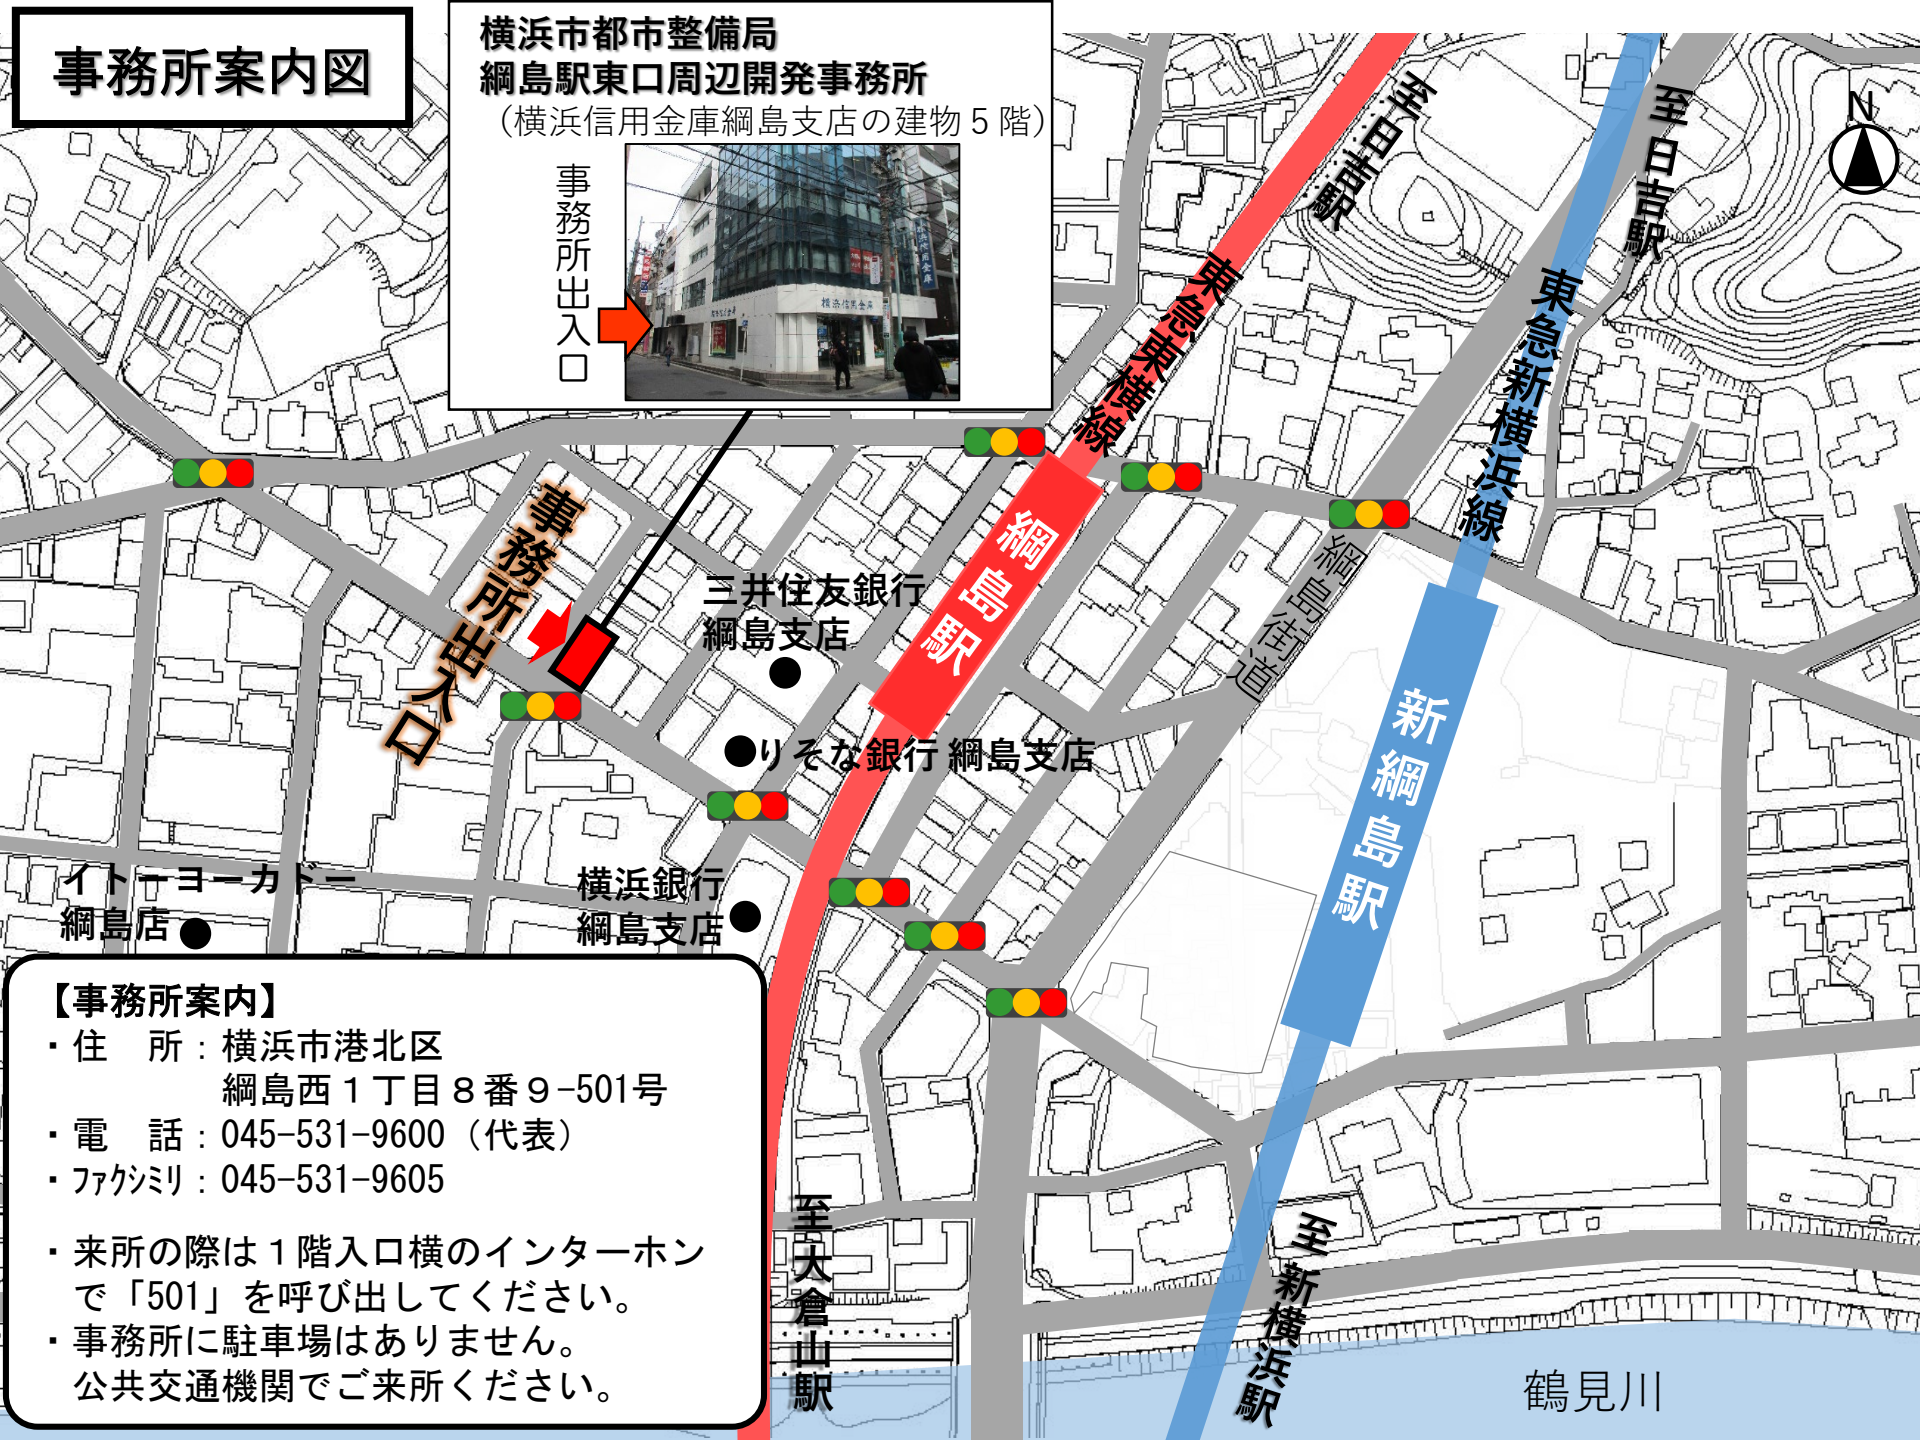 事務所案内図
横浜市都市整備局
綱島駅東口周辺開発事務所
（横浜信用金庫綱島支店の建物５階）
事務所出入口
横浜信用金庫
N
至日吉駅
至日吉駅
東急東横線
東急新横浜線
綱島駅
綱島街道
新綱島駅
事務所出入口
三井住友銀行
綱島支店
りそな銀行 綱島支店
横浜銀行
綱島支店
イトーヨーカドー
綱島店
【事務所案内】
・住　所：横浜市港北区
綱島西１丁目８番９-501号
・電　話：045-531-9600（代表）
・ﾌｧｸｼﾐﾘ：045-531-9605
・来所の際は１階入口横のインターホン
で「501」を呼び出してください。
・事務所に駐車場はありません。
公共交通機関でご来所ください。
至大倉山駅
至新横浜駅
鶴見川